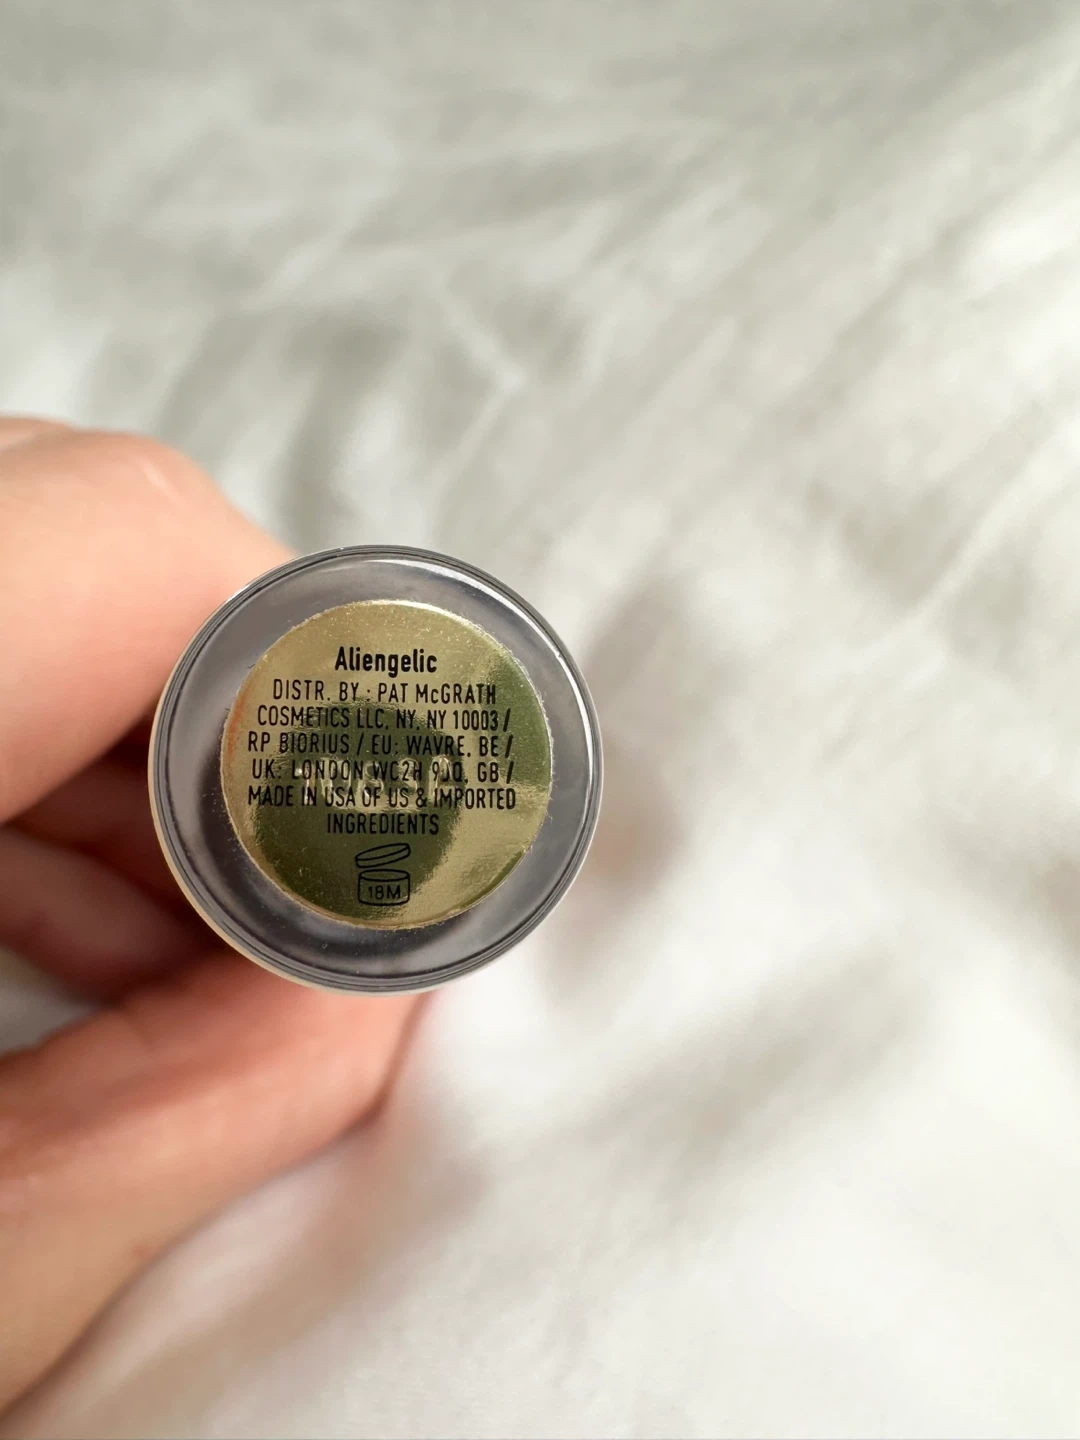 Aliengelic
DISTR. BY : PAT McGRATH
COSMETICS LLC, NY, NY 10003 /
RP BIORIUS / EU: WAVRE, BE /
UK: LONDON WC2H 9JQ, GB /
MADE IN USA OF US & IMPORTED
INGREDIENTS
18M